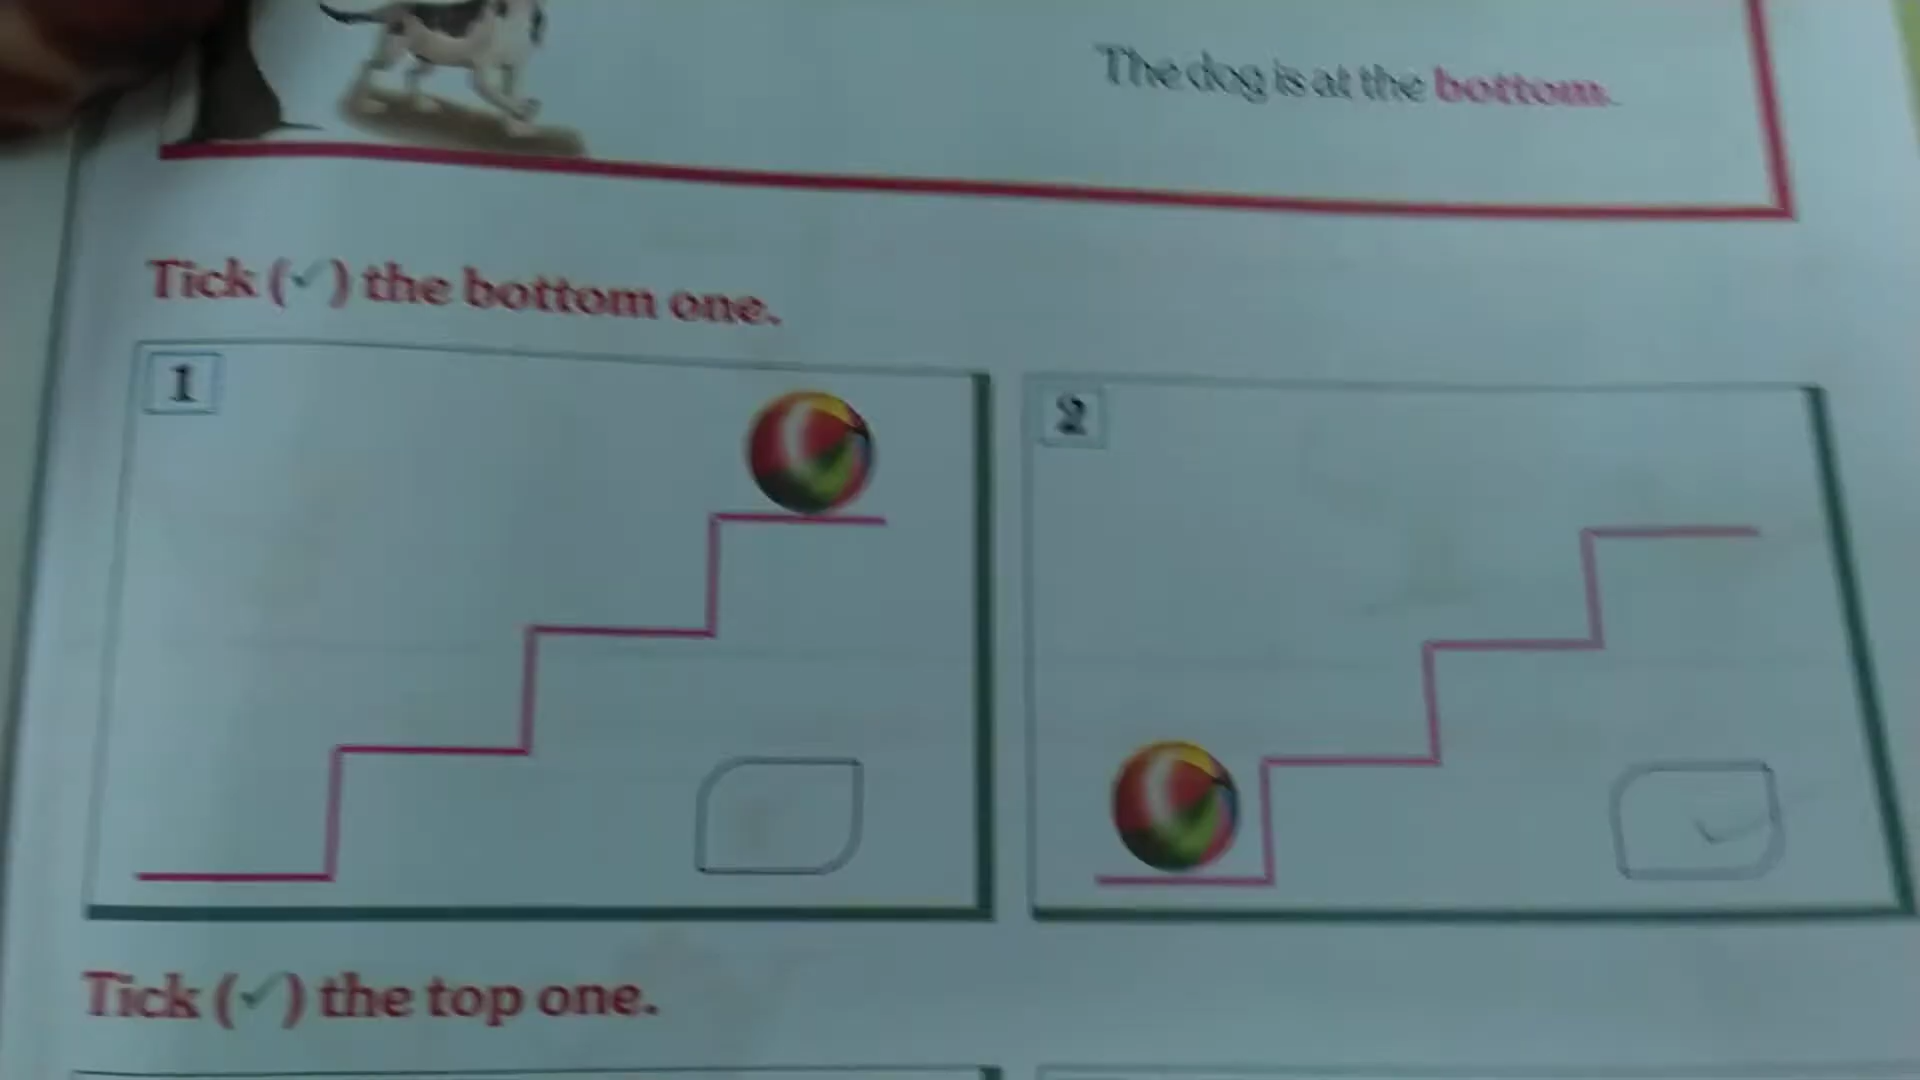 The dog is at the bottom.
Tick (✓) the bottom one.
1
2
Tick (✓) the top one.